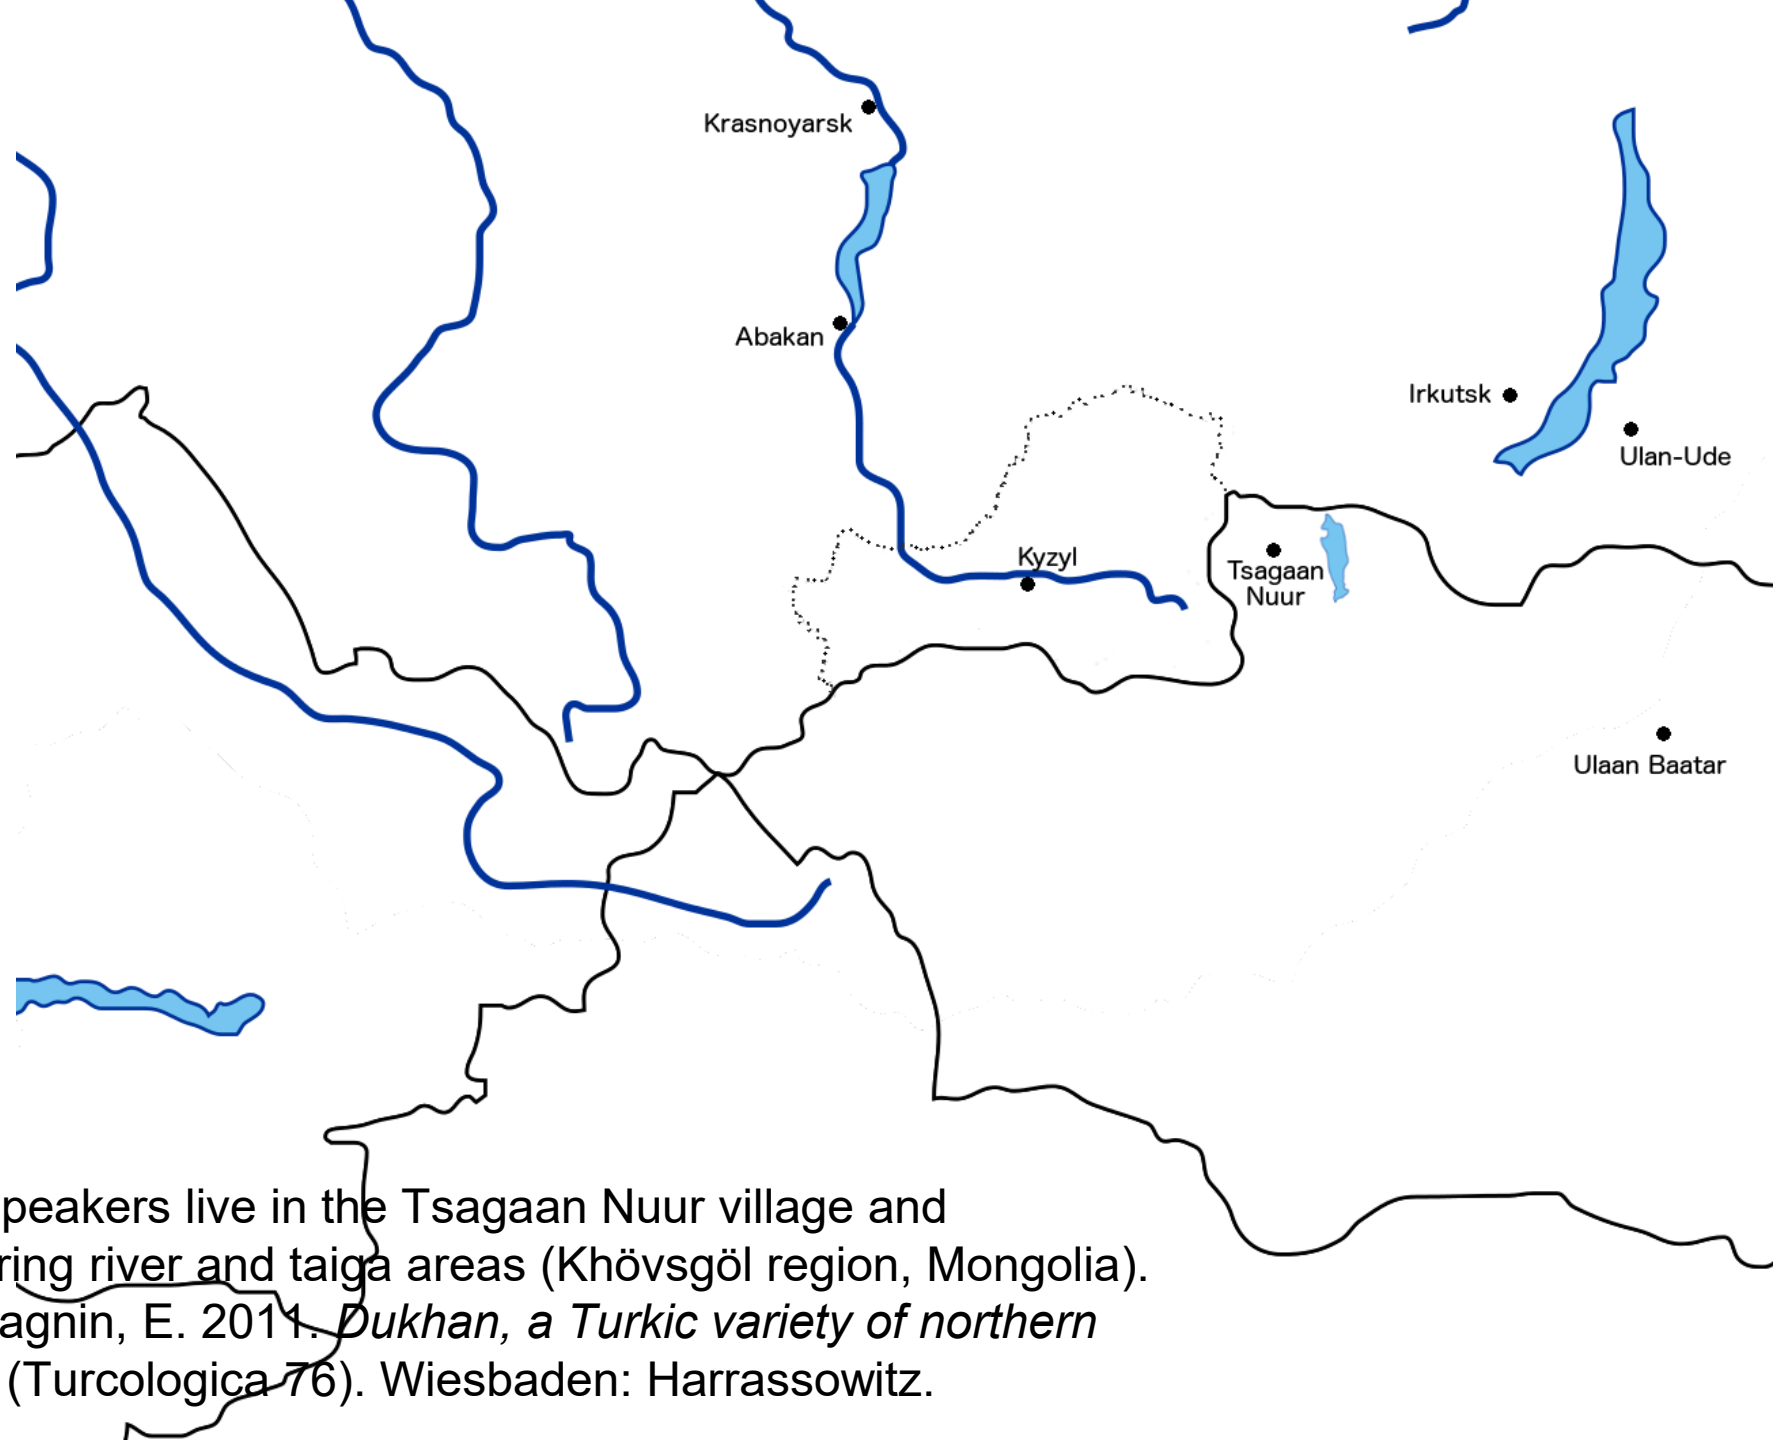 Krasnoyarsk
Abakan
Irkutsk
Ulan-Ude
Kyzyl
Tsagaan
Nuur
Ulaan Baatar
peakers live in the Tsagaan Nuur village and
ring river and taiga areas (Khövsgöl region, Mongolia).
agnin, E. 2011. Dukhan, a Turkic variety of northern
(Turcologica 76). Wiesbaden: Harrassowitz.